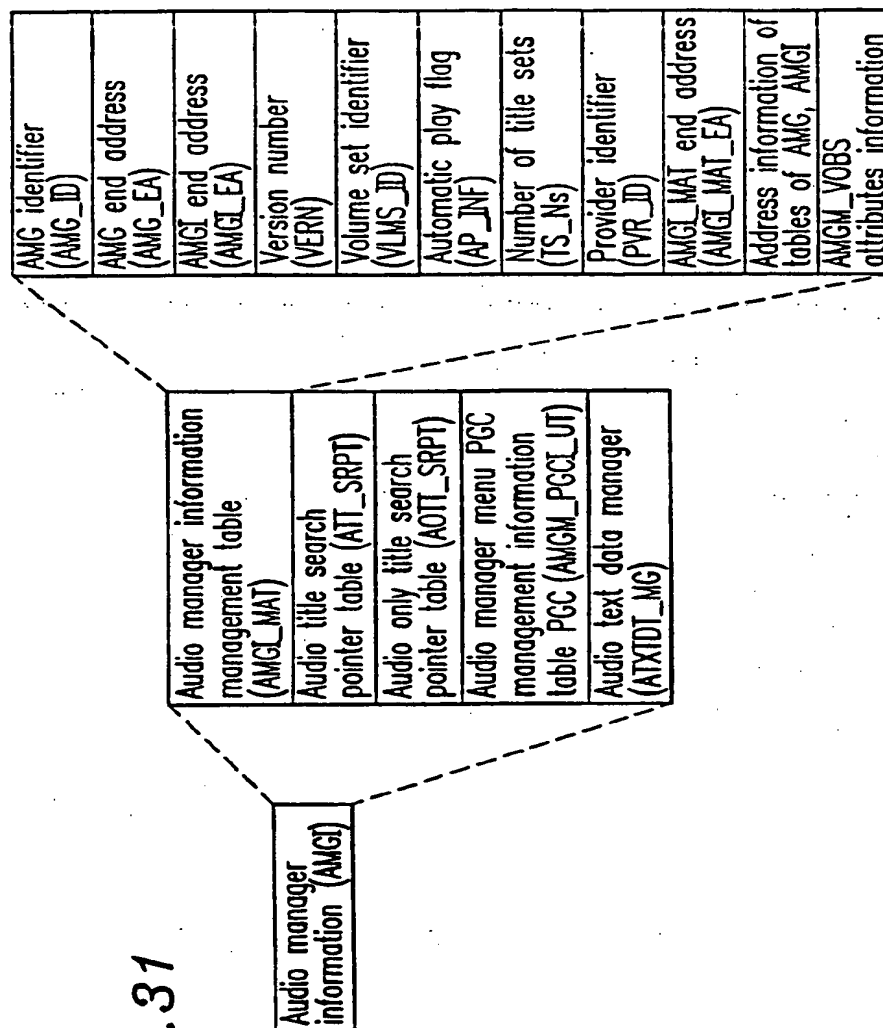 .31
Audio manager
information (AMGI)
Audio manager information
management table
(AMGI_MAT)
Audio title search
pointer table (ATT_SRPT)
Audio only title search
pointer table (AOTT_SRPT)
Audio manager menu PGC
management information
table PGC (AMGM_PGCI_UT)
Audio text data manager
(ATXTDT_MG)
AMG identifier
(AMG_ID)
AMG end address
(AMG_EA)
AMGI end address
(AMGI_EA)
Version number
(VERN)
Volume set identifier
(VLMS_ID)
Automatic play flag
(AP_INF)
Number of title sets
(TS_Ns)
Provider identifier
(PVR_ID)
AMGI_MAT end address
(AMGI_MAT_EA)
Address information of
tables of AMG, AMGI
AMGM_VOBS
attributes information